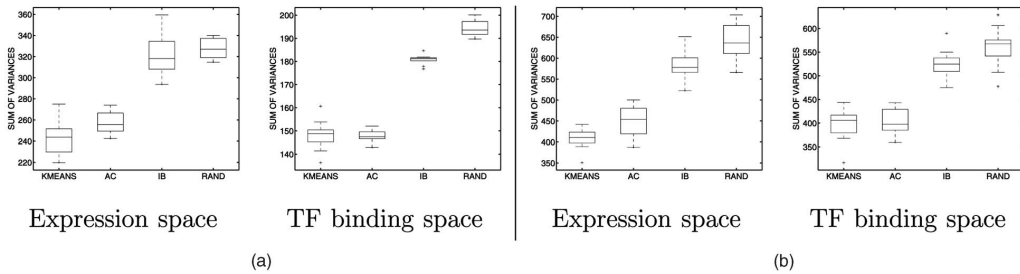 SUM OF VARIANCES
360
340
320
300
280
260
240
220
KMEANS AC IB RAND
Expression space
SUM OF VARIANCES
200
190
180
170
160
150
140
KMEANS AC IB RAND
TF binding space
(a)
SUM OF VARIANCES
700
650
600
550
500
450
400
350
KMEANS AC IB RAND
Expression space
SUM OF VARIANCES
600
550
500
450
400
350
KMEANS AC IB RAND
TF binding space
(b)